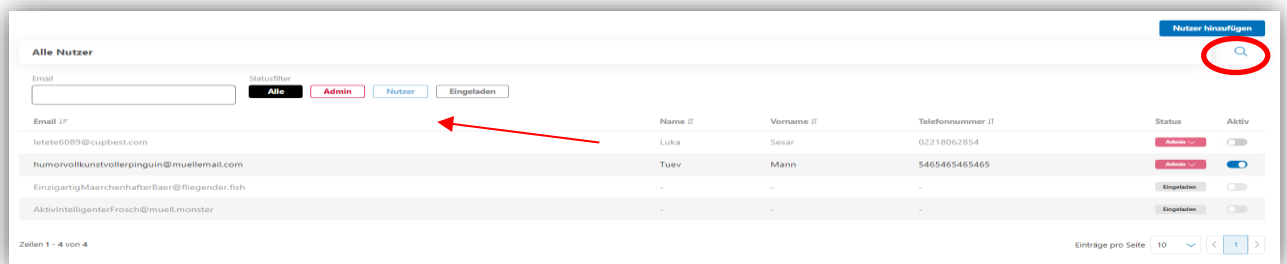 Nutzer hinzufügen
Alle Nutzer
Email Statusfilter
Alle Admin Nutzer Eingeladen
Email Name Vorname Telefonnummer Status Aktiv
letete6089@cupbest.com Luka Sesar 02218062854 Admin
humorvollkunstvollerpinguin@muellemail.com Tuev Mann 5465465465465 Admin
EinzigartigMaerchenhafterBaer@fliegender.fish - - - Eingeladen
AktivIntelligenterFrosch@muell.monster - - - Eingeladen
Zeilen 1 - 4 von 4 Einträge pro Seite 10 < 1 >